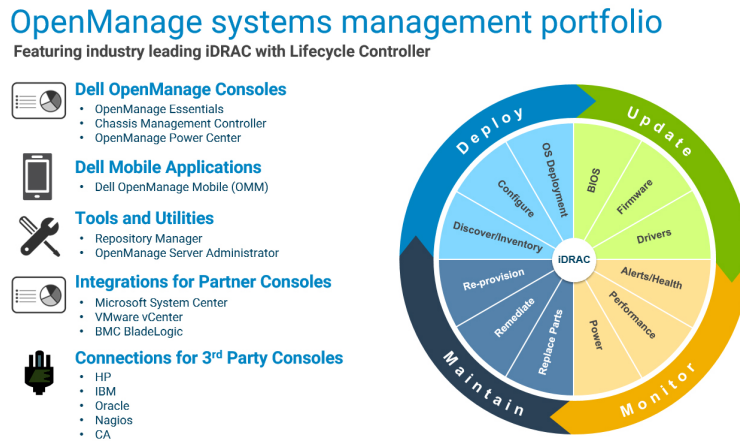 OpenManage systems management portfolio
Featuring industry leading iDRAC with Lifecycle Controller
Dell OpenManage Consoles
• OpenManage Essentials
• Chassis Management Controller
• OpenManage Power Center
Dell Mobile Applications
• Dell OpenManage Mobile (OMM)
Tools and Utilities
• Repository Manager
• OpenManage Server Administrator
Integrations for Partner Consoles
• Microsoft System Center
• VMware vCenter
• BMC BladeLogic
Connections for 3rd Party Consoles
• HP
• IBM
• Oracle
• Nagios
• CA
Deploy
Discover/Inventory
Configure
OS Deployment
Update
BIOS
Firmware
Drivers
Monitor
Alerts/Health
Performance
Power
Maintain
Replace Parts
Remediate
Re-provision
iDRAC